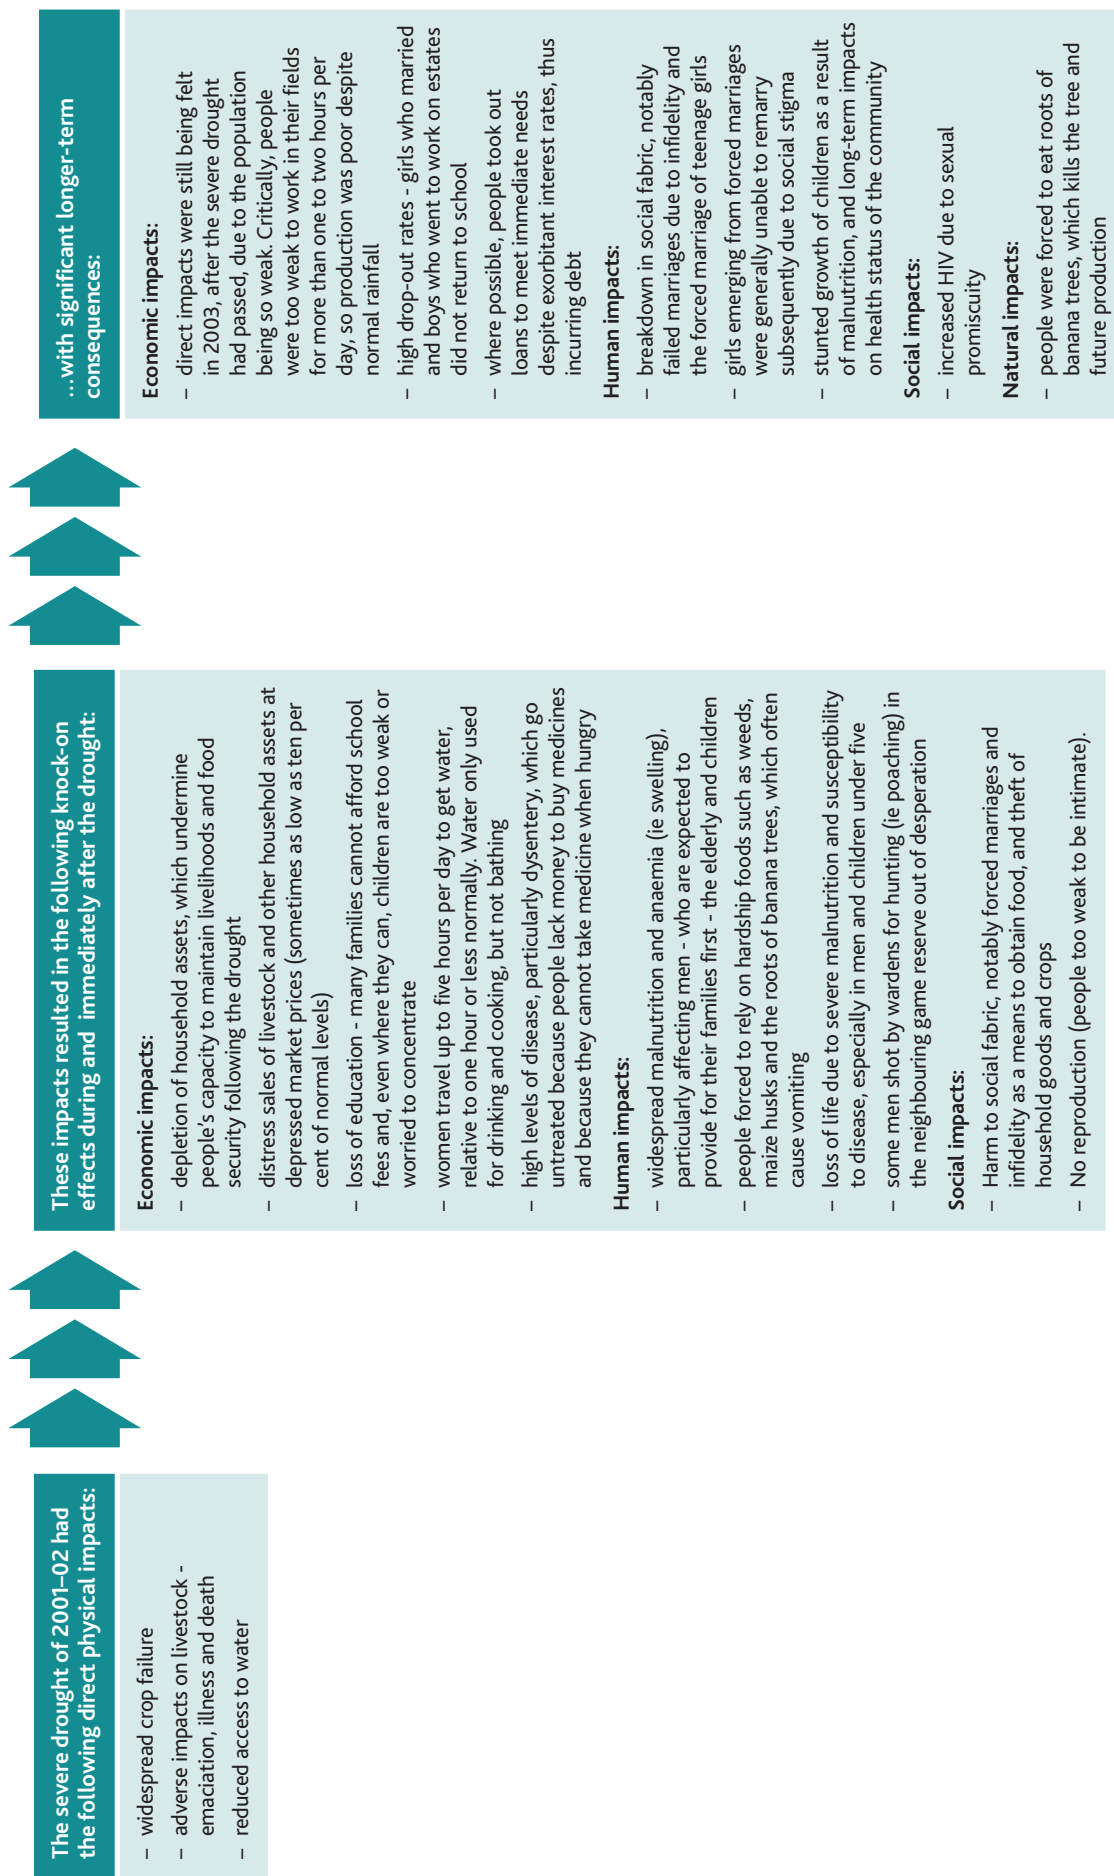 The severe drought of 2001–02 had
the following direct physical impacts:
– widespread crop failure
– adverse impacts on livestock -
emaciation, illness and death
– reduced access to water
These impacts resulted in the following knock-on
effects during and immediately after the drought:
Economic impacts:
– depletion of household assets, which undermine
people's capacity to maintain livelihoods and food
security following the drought
– distress sales of livestock and other household assets at
depressed market prices (sometimes as low as ten per
cent of normal levels)
– loss of education - many families cannot afford school
fees and, even where they can, children are too weak or
worried to concentrate
– women travel up to five hours per day to get water,
relative to one hour or less normally. Water only used
for drinking and cooking, but not bathing
– high levels of disease, particularly dysentery, which go
untreated because people lack money to buy medicines
and because they cannot take medicine when hungry
Human impacts:
– widespread malnutrition and anaemia (ie swelling),
particularly affecting men - who are expected to
provide for their families first - the elderly and children
– people forced to rely on hardship foods such as weeds,
maize husks and the roots of banana trees, which often
cause vomiting
– loss of life due to severe malnutrition and susceptibility
to disease, especially in men and children under five
– some men shot by wardens for hunting (ie poaching) in
the neighbouring game reserve out of desperation
Social impacts:
– Harm to social fabric, notably forced marriages and
infidelity as a means to obtain food, and theft of
household goods and crops
– No reproduction (people too weak to be intimate).
...with significant longer-term
consequences:
Economic impacts:
– direct impacts were still being felt
in 2003, after the severe drought
had passed, due to the population
being so weak. Critically, people
were too weak to work in their fields
for more than one to two hours per
day, so production was poor despite
normal rainfall
– high drop-out rates - girls who married
and boys who went to work on estates
did not return to school
– where possible, people took out
loans to meet immediate needs
despite exorbitant interest rates, thus
incurring debt
Human impacts:
– breakdown in social fabric, notably
failed marriages due to infidelity and
the forced marriage of teenage girls
– girls emerging from forced marriages
were generally unable to remarry
subsequently due to social stigma
– stunted growth of children as a result
of malnutrition, and long-term impacts
on health status of the community
Social impacts:
– increased HIV due to sexual
promiscuity
Natural impacts:
– people were forced to eat roots of
banana trees, which kills the tree and
future production